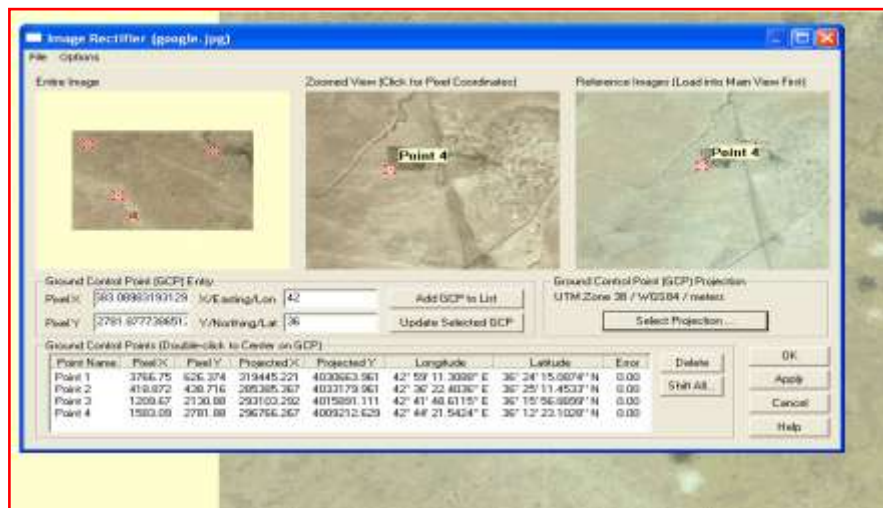 Image Rectifier (google.jpg)
File Options
Entire Image
Zoomed View (Click for Pixel Coordinates)
Reference Images (Load into Main View First)
Point 4
Point 4
Ground Control Point (GCP) Entry
Pixel X 583.08983193129 X/Easting/Lon 42 Add GCP to List
Pixel Y Y/Northing/Lat 36 Update Selected GCP
Ground Control Point (GCP) Projection
UTM Zone 38 / WGS84 / meters
Select Projection...
Ground Control Points (Double-click to Center on GCP)
Point Name Pixel X Pixel Y Projected X Projected Y Longitude Latitude Error
Point 1 3766.75 626.374 319445.221 4030663.961 42° 59' 11.3088" E 36° 24' 15.0874" N 0.00
Point 2 438.716 4033179.961 42° 36' 22.4836" E 36° 25' 11.4533" N 0.00
Point 3 1209.67 2130.88 293103.292 4015891.111 42° 41' 48.6115" E 36° 15' 56.6899" N 0.00
Point 4 1583.09 2781.88 296766.267 4009212.629 42° 44' 21.5424" E 36° 12' 23.1028" N 0.00
Delete
Shift All
OK
Apply
Cancel
Help